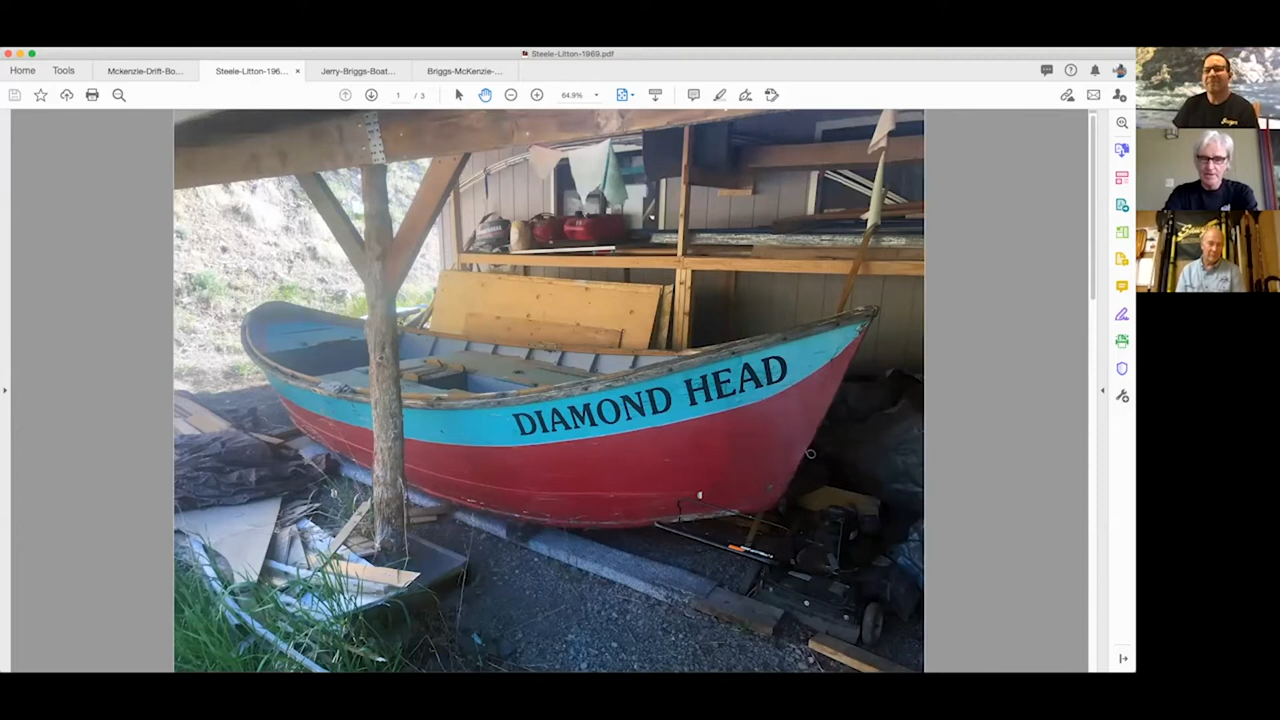 Steele-Litton-1969.pdf
Home
Tools
Mckenzie-Drift-Bo...
Steele-Litton-196...
Jerry-Briggs-Boat...
Briggs-McKenzie-...
1 / 3
64.9%
DIAMOND HEAD